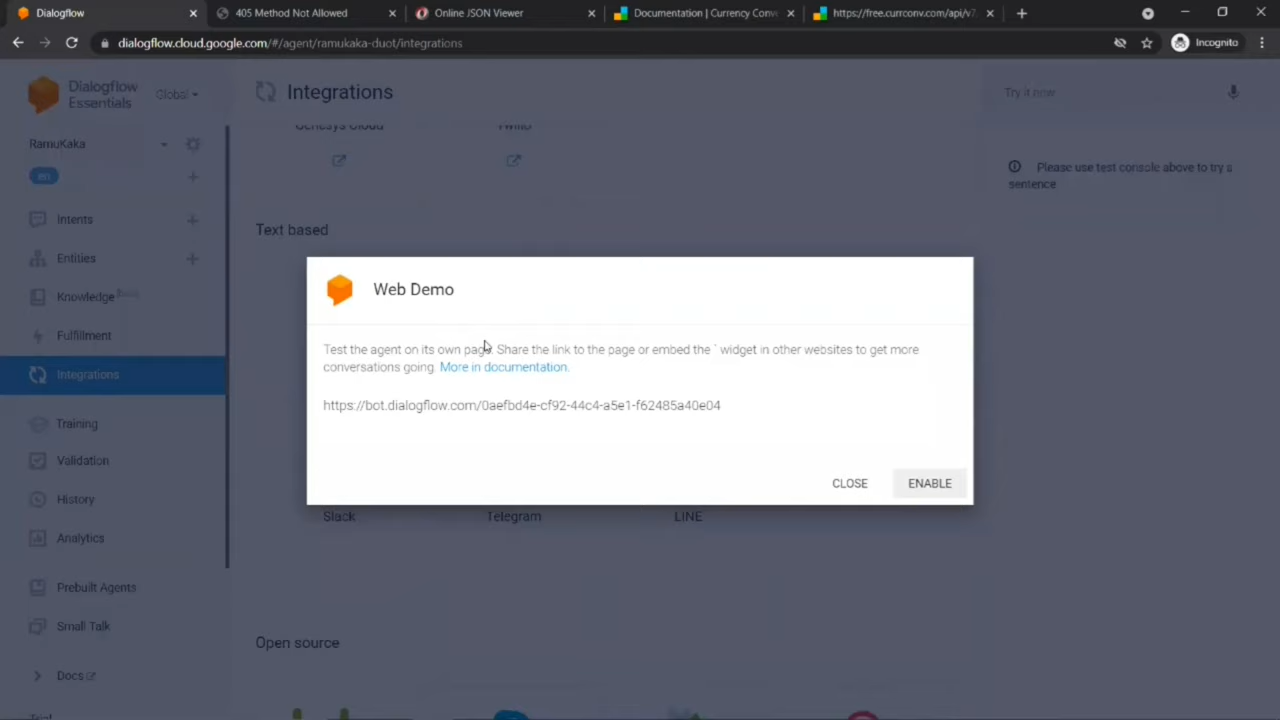 Dialogflow
405 Method Not Allowed
Online JSON Viewer
Documentation | Currency Conv
https://free.currconv.com/api/v7
dialogflow.cloud.google.com/#/agent/ramukaka-duot/integrations
Incognito
Dialogflow
Essentials
Global
Integrations
Try it now
Genesys Cloud
Twilio
RamuKaka
en
Please use test console above to try a
sentence.
Intents
Entities
Knowledge beta
Fulfillment
Integrations
Training
Validation
History
Analytics
Prebuilt Agents
Small Talk
Docs
Text based
Web Demo
Test the agent on its own page. Share the link to the page or embed the ` widget in other websites to get more
conversations going. More in documentation.
https://bot.dialogflow.com/0aefbd4e-cf92-44c4-a5e1-f62485a40e04
CLOSE
ENABLE
Slack
Telegram
LINE
Open source